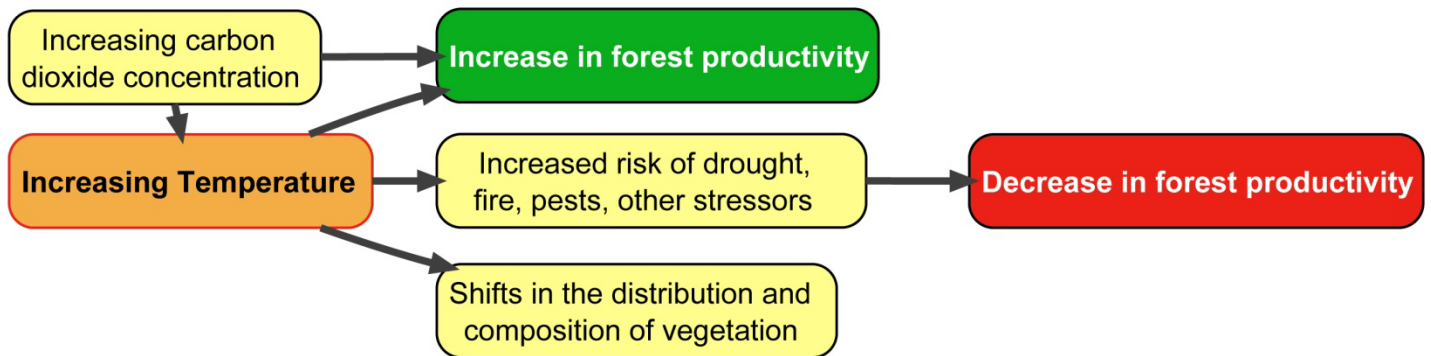 Increasing carbon
dioxide concentration
Increase in forest productivity
Increasing Temperature
Increased risk of drought,
fire, pests, other stressors
Decrease in forest productivity
Shifts in the distribution and
composition of vegetation